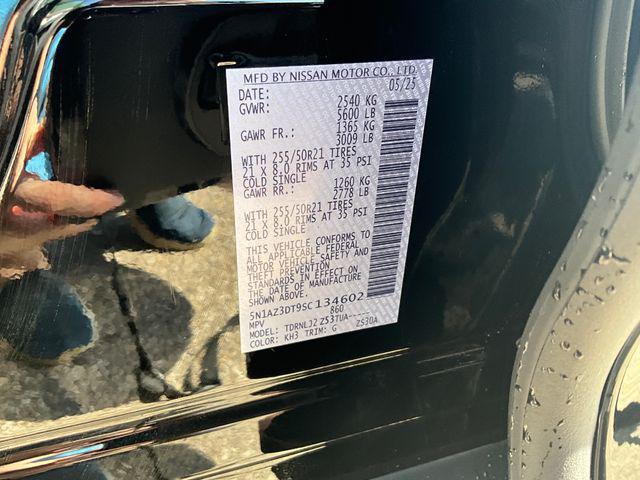 MFD BY NISSAN MOTOR CO., LTD.
DATE: 05/25
GVWR: 2540 KG
5600 LB
GAWR FR.: 1365 KG
3009 LB
WITH 255/50R21 TIRES
21 X 8.0 RIMS AT 35 PSI
COLD SINGLE
GAWR RR.: 1260 KG
2778 LB
WITH 255/50R21 TIRES
21 X 8.0 RIMS AT 35 PSI
COLD SINGLE
THIS VEHICLE CONFORMS TO
ALL APPLICABLE FEDERAL
MOTOR VEHICLE SAFETY AND
THEFT PREVENTION
STANDARDS IN EFFECT ON
THE DATE OF MANUFACTURE
SHOWN ABOVE.
5N1AZ3DT9SC134602
MPV 860
MODEL: TDRNLJ2 Z53TUA-----
COLOR: KH3 TRIM: G ZS30A